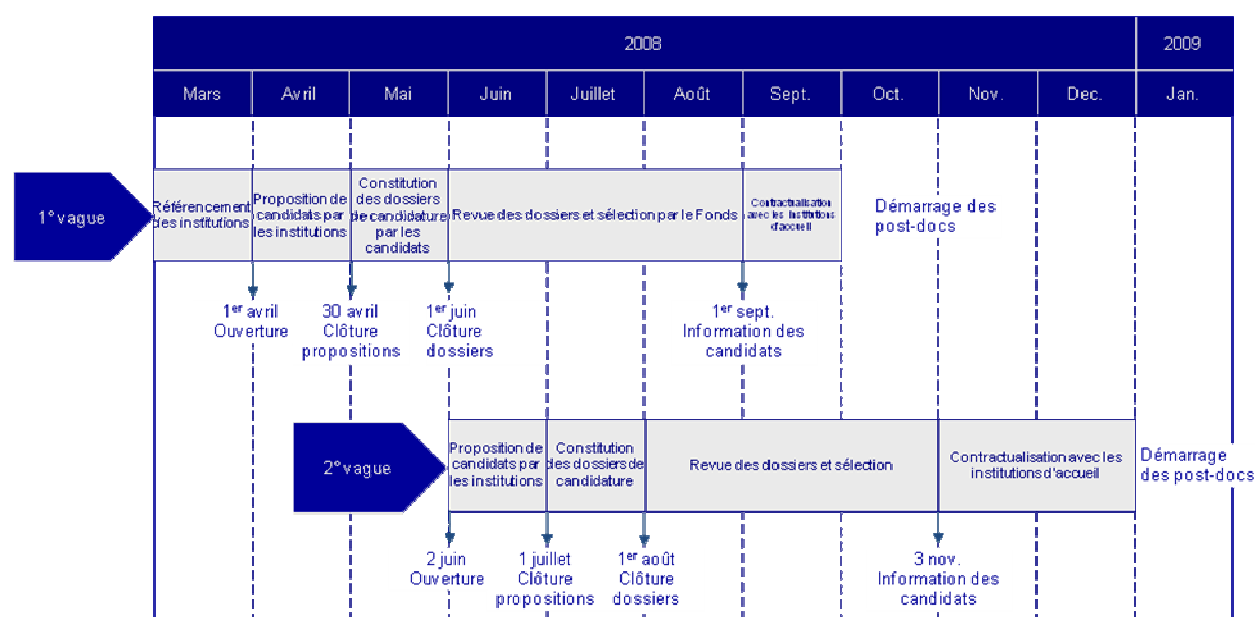 2008
2009
Mars
Avril
Mai
Juin
Juillet
Août
Sept.
Oct.
Nov.
Dec.
Jan.
1° vague
Référencement
des institutions
Proposition de
candidats par
les institutions
Constitution
des dossiers
de candidature
par les
candidats
Revue des dossiers et sélection par le Fonds
Contractualisation
avec les Institutions
d'accueil
Démarrage des
post-docs
1er avril
Ouverture
30 avril
Clôture
propositions
1er juin
Clôture
dossiers
1er sept.
Information des
candidats
2° vague
Proposition de
candidats par
les institutions
Constitution
des dossiers de
candidature
Revue des dossiers et sélection
Contractualisation avec les
institutions d'accueil
Démarrage
des post-docs
2 juin
Ouverture
1 juillet
Clôture
propositions
1er août
Clôture
dossiers
3 nov.
Information des
candidats